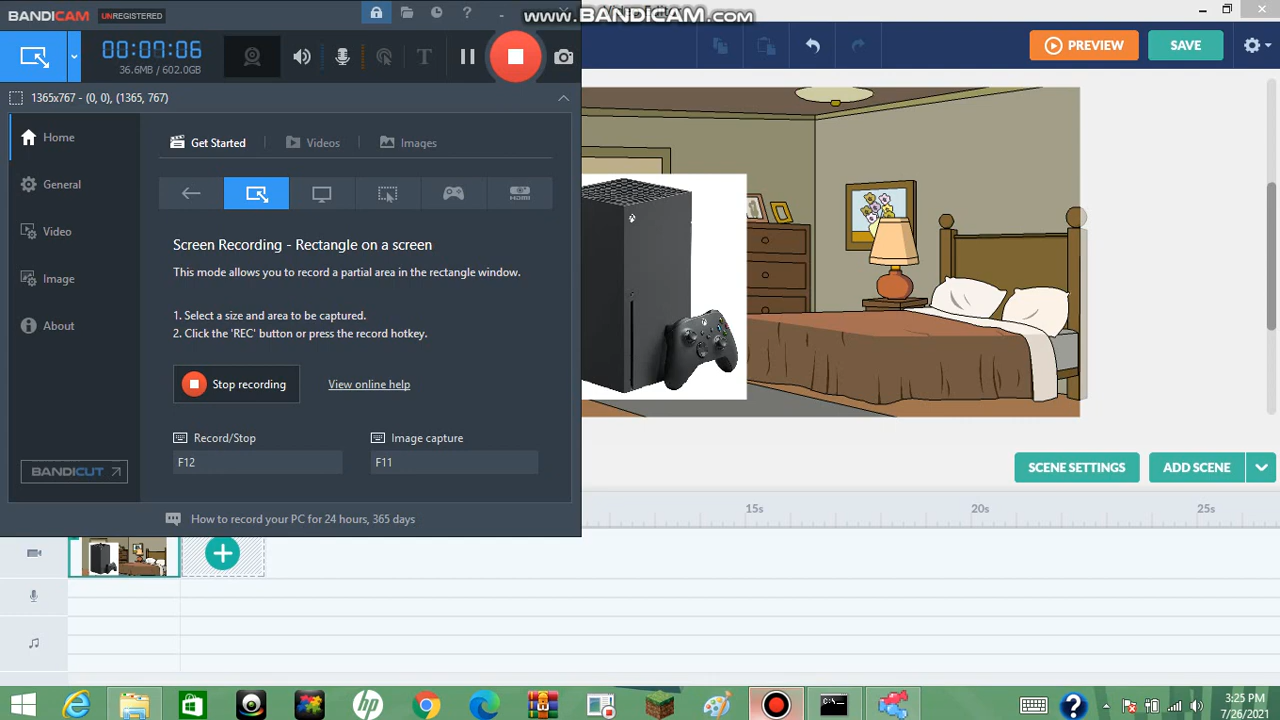 BANDICAM UNREGISTERED
www.BANDICAM.com
00:07:06
36.6MB / 602.0GB
PREVIEW
SAVE
1365x767 - (0, 0), (1365, 767)
Home
General
Video
Image
About
BANDICUT
Get Started
Videos
Images
HDMI
Screen Recording - Rectangle on a screen
This mode allows you to record a partial area in the rectangle window.
1. Select a size and area to be captured.
2. Click the 'REC' button or press the record hotkey.
Stop recording
View online help
Record/Stop
Image capture
F12
F11
How to record your PC for 24 hours, 365 days
SCENE SETTINGS
ADD SCENE
15s
20s
25s
3:25 PM
7/26/2021